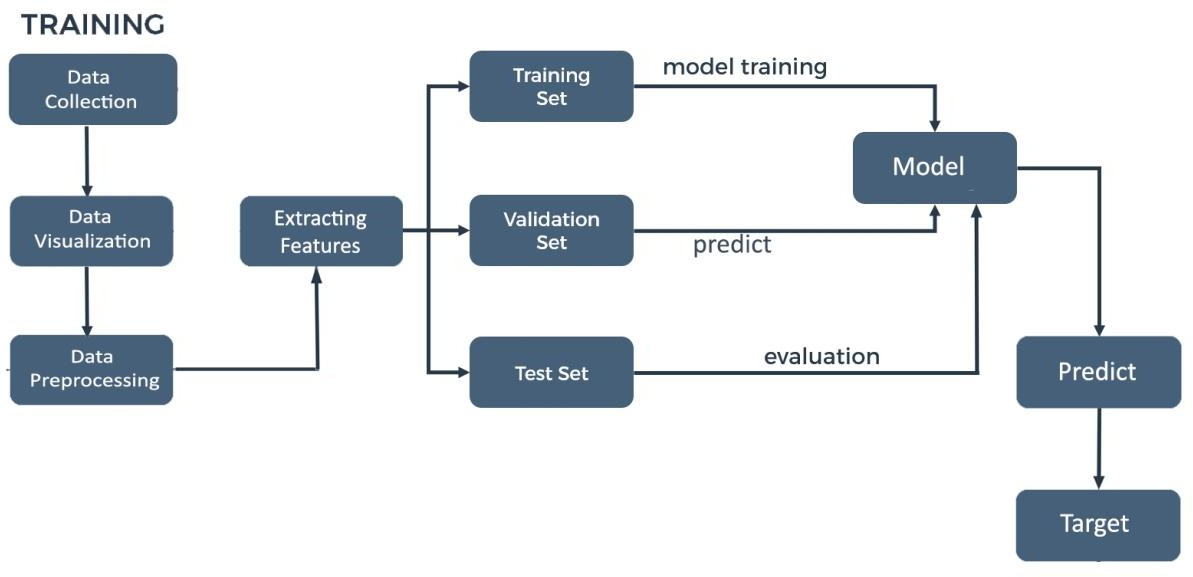 TRAINING
Data
Collection
Data
Visualization
Data
Preprocessing
Extracting
Features
Training
Set
Validation
Set
Test Set
model training
predict
evaluation
Model
Predict
Target